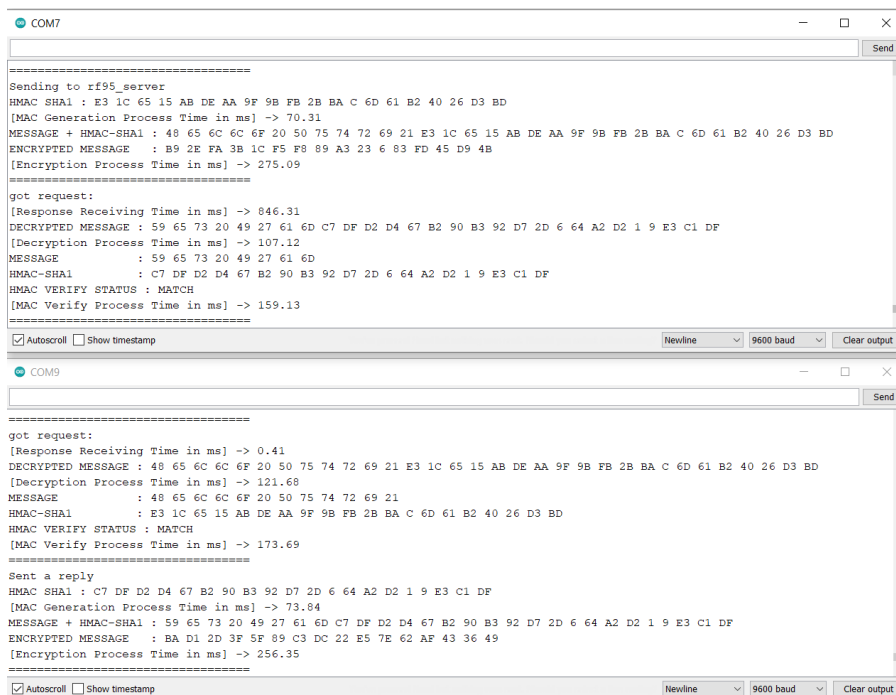 COM7
Send
==================================
Sending to rf95_server
HMAC SHA1 : E3 1C 65 15 AB DE AA 9F 9B FB 2B BA C 6D 61 B2 40 26 D3 BD
[MAC Generation Process Time in ms] -> 70.31
MESSAGE + HMAC-SHA1 : 48 65 6C 6C 6F 20 50 75 74 72 69 21 E3 1C 65 15 AB DE AA 9F 9B FB 2B BA C 6D 61 B2 40 26 D3 BD
ENCRYPTED MESSAGE   : B9 2E FA 3B 1C F5 F8 89 A3 23 6 83 FD 45 D9 4B
[Encryption Process Time in ms] -> 275.09
==================================
got request:
[Response Receiving Time in ms] -> 846.31
DECRYPTED MESSAGE : 59 65 73 20 49 27 61 6D C7 DF D2 D4 67 B2 90 B3 92 D7 2D 6 64 A2 D2 1 9 E3 C1 DF
[Decryption Process Time in ms] -> 107.12
MESSAGE           : 59 65 73 20 49 27 61 6D
HMAC-SHA1         : C7 DF D2 D4 67 B2 90 B3 92 D7 2D 6 64 A2 D2 1 9 E3 C1 DF
HMAC VERIFY STATUS : MATCH
[MAC Verify Process Time in ms] -> 159.13
==================================
Autoscroll Show timestamp Newline 9600 baud Clear output
COM9
Send
==================================
got request:
[Response Receiving Time in ms] -> 0.41
DECRYPTED MESSAGE : 48 65 6C 6C 6F 20 50 75 74 72 69 21 E3 1C 65 15 AB DE AA 9F 9B FB 2B BA C 6D 61 B2 40 26 D3 BD
[Decryption Process Time in ms] -> 121.68
MESSAGE           : 48 65 6C 6C 6F 20 50 75 74 72 69 21
HMAC-SHA1         : E3 1C 65 15 AB DE AA 9F 9B FB 2B BA C 6D 61 B2 40 26 D3 BD
HMAC VERIFY STATUS : MATCH
[MAC Verify Process Time in ms] -> 173.69
==================================
Sent a reply
HMAC SHA1 : C7 DF D2 D4 67 B2 90 B3 92 D7 2D 6 64 A2 D2 1 9 E3 C1 DF
[MAC Generation Process Time in ms] -> 73.84
MESSAGE + HMAC-SHA1 : 59 65 73 20 49 27 61 6D C7 DF D2 D4 67 B2 90 B3 92 D7 2D 6 64 A2 D2 1 9 E3 C1 DF
ENCRYPTED MESSAGE   : BA D1 2D 3F 5F 89 C3 DC 22 E5 7E 62 AF 43 36 49
[Encryption Process Time in ms] -> 256.35
==================================
Autoscroll Show timestamp Newline 9600 baud Clear output